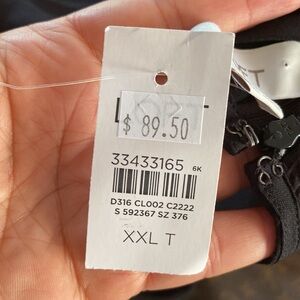 $ 89.50
33433165 6K
D316 CL002 C2222
S 592367 SZ 376
XXL T